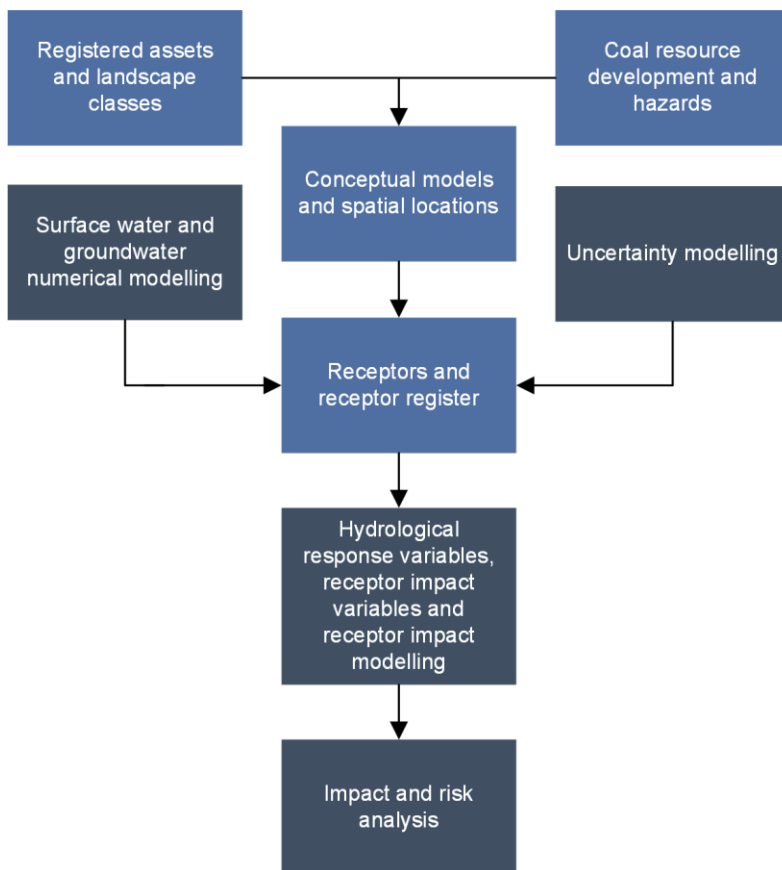 Registered assets
and landscape
classes
Coal resource
development and
hazards
Conceptual models
and spatial locations
Surface water and
groundwater
numerical modelling
Uncertainty modelling
Receptors and
receptor register
Hydrological
response variables,
receptor impact
variables and
receptor impact
modelling
Impact and risk
analysis